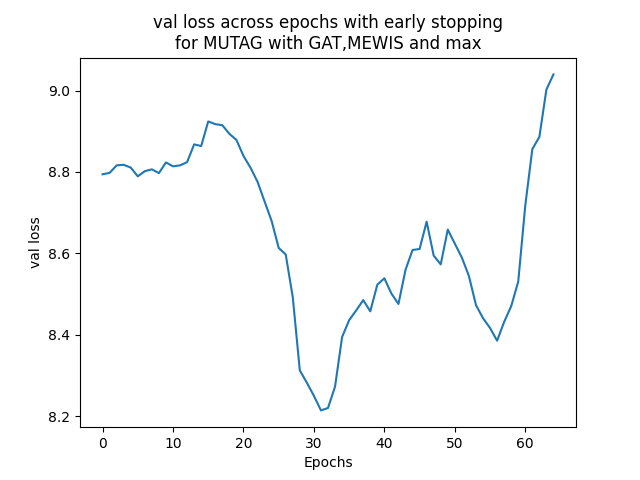 val loss across epochs with early stopping
for MUTAG with GAT,MEWIS and max
9.0
8.8
8.6
8.4
8.2
val loss
0 10 20 30 40 50 60
Epochs